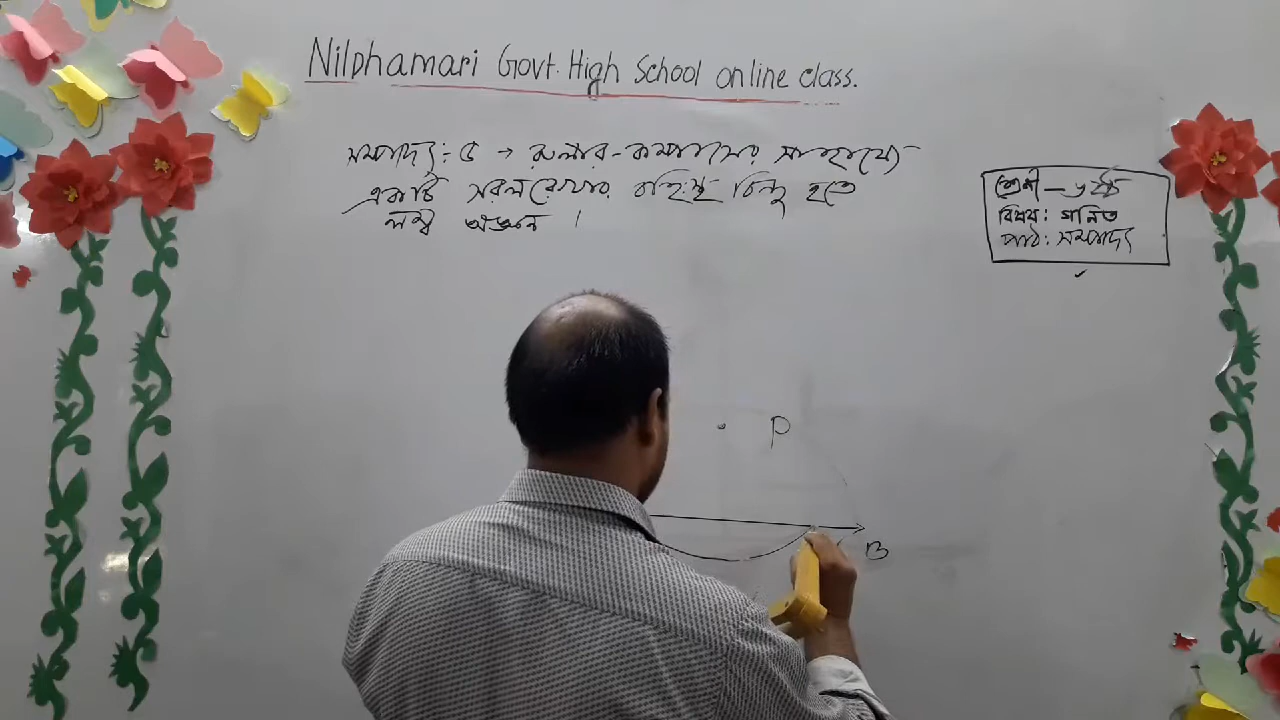 Nilphamari Govt. High School online class.
সম্পাদ্য: ৫ → রুলার-কম্পাসের সাহায্যে
একটি সরলরেখার বহিঃস্থ বিন্দু হতে
লম্ব অঙ্কন ।
শ্রেণী - ৬ষ্ঠ
বিষয়: গনিত
পাঠ: সম্পাদ্য
P
B